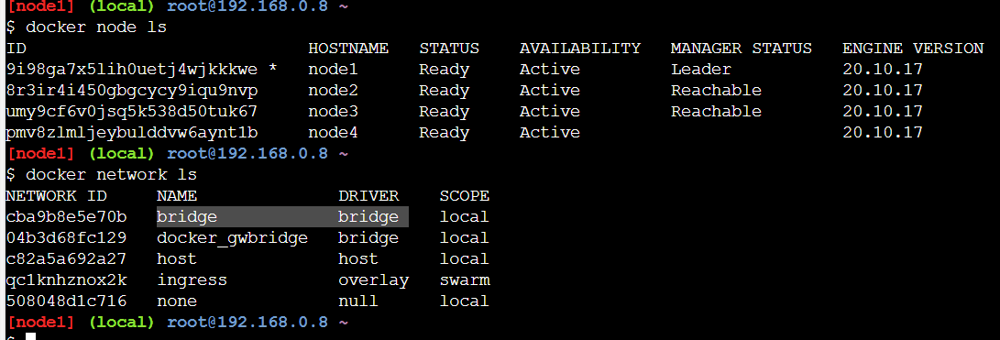 [node1] (local) root@192.168.0.8 ~
$ docker node ls
ID HOSTNAME STATUS AVAILABILITY MANAGER STATUS ENGINE VERSION
9i98ga7x5lih0uetj4wjkkkwe * node1 Ready Active Leader 20.10.17
8r3ir4i450gbgcycy9iqu9nvp node2 Ready Active Reachable 20.10.17
umy9cf6v0jsq5k538d50tuk67 node3 Ready Active Reachable 20.10.17
pmv8zlmljeybulddvw6aynt1b node4 Ready Active 20.10.17
[node1] (local) root@192.168.0.8 ~
$ docker network ls
NETWORK ID NAME DRIVER SCOPE
cba9b8e5e70b bridge bridge local
04b3d68fc129 docker_gwbridge bridge local
c82a5a692a27 host host local
qc1knhznox2k ingress overlay swarm
508048d1c716 none null local
[node1] (local) root@192.168.0.8 ~
$